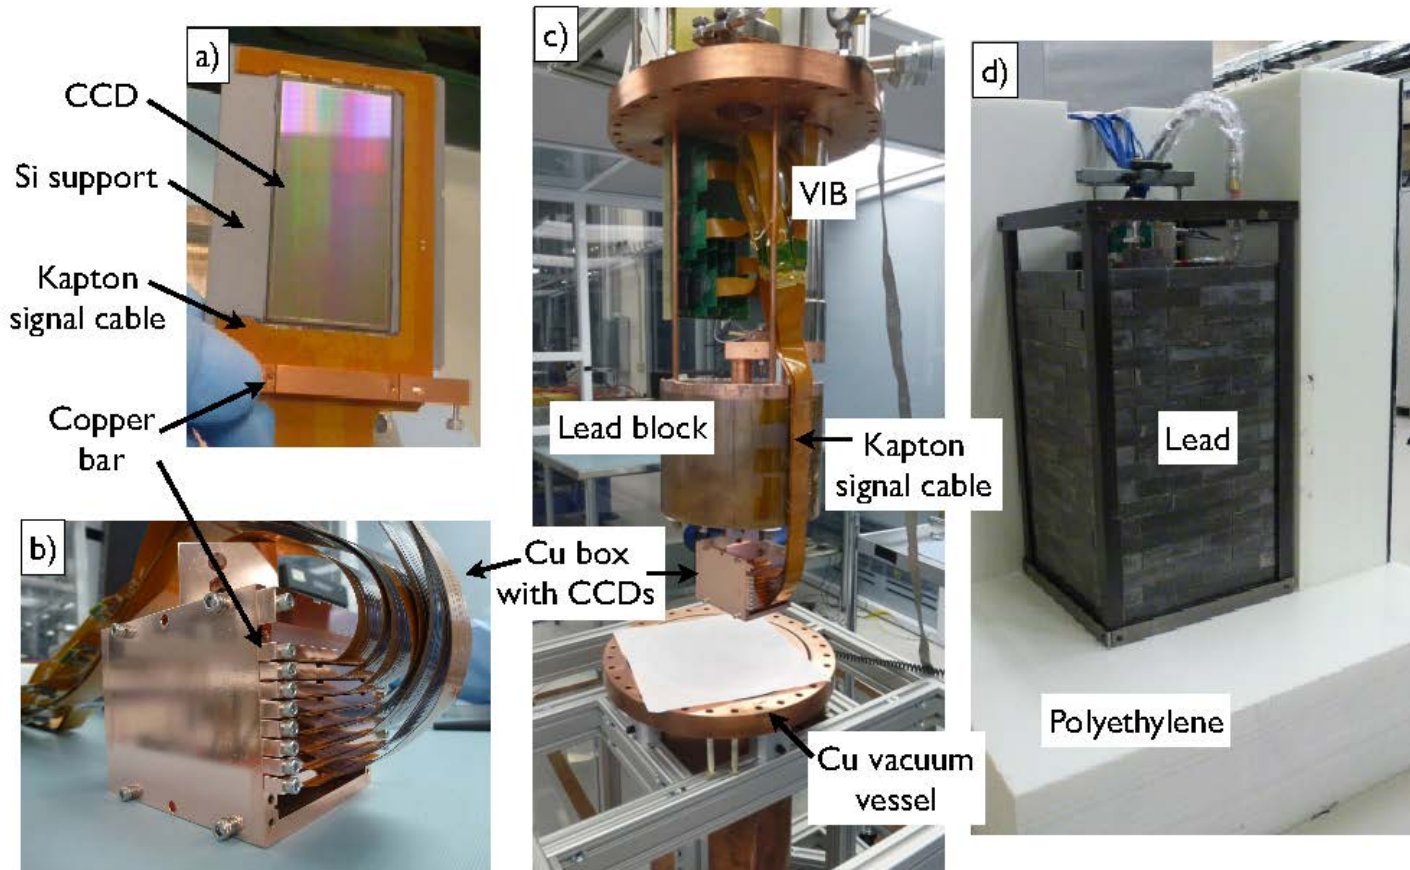 a)
CCD
Si support
Kapton
signal cable
Copper
bar
b)
Cu box
with CCDs
c)
VIB
Lead block
Kapton
signal cable
Cu vacuum
vessel
d)
Lead
Polyethylene